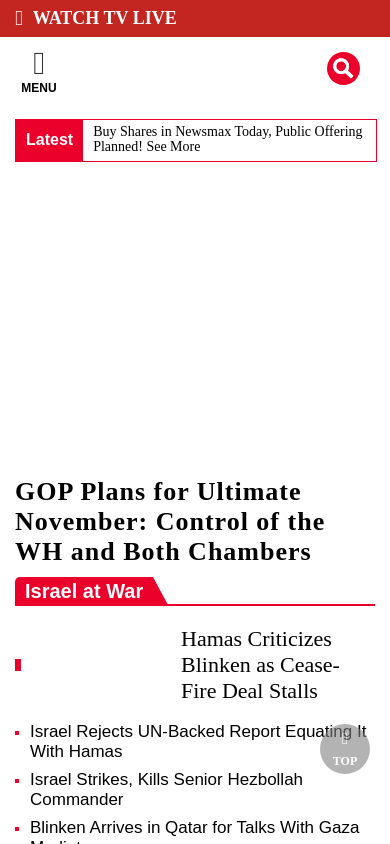 WATCH TV LIVE
MENU
Latest
Buy Shares in Newsmax Today, Public Offering
Planned! See More
GOP Plans for Ultimate
November: Control of the
WH and Both Chambers
Israel at War
Hamas Criticizes
Blinken as Cease-
Fire Deal Stalls
Israel Rejects UN-Backed Report Equating It
With Hamas
TOP
Israel Strikes, Kills Senior Hezbollah
Commander
Blinken Arrives in Qatar for Talks With Gaza